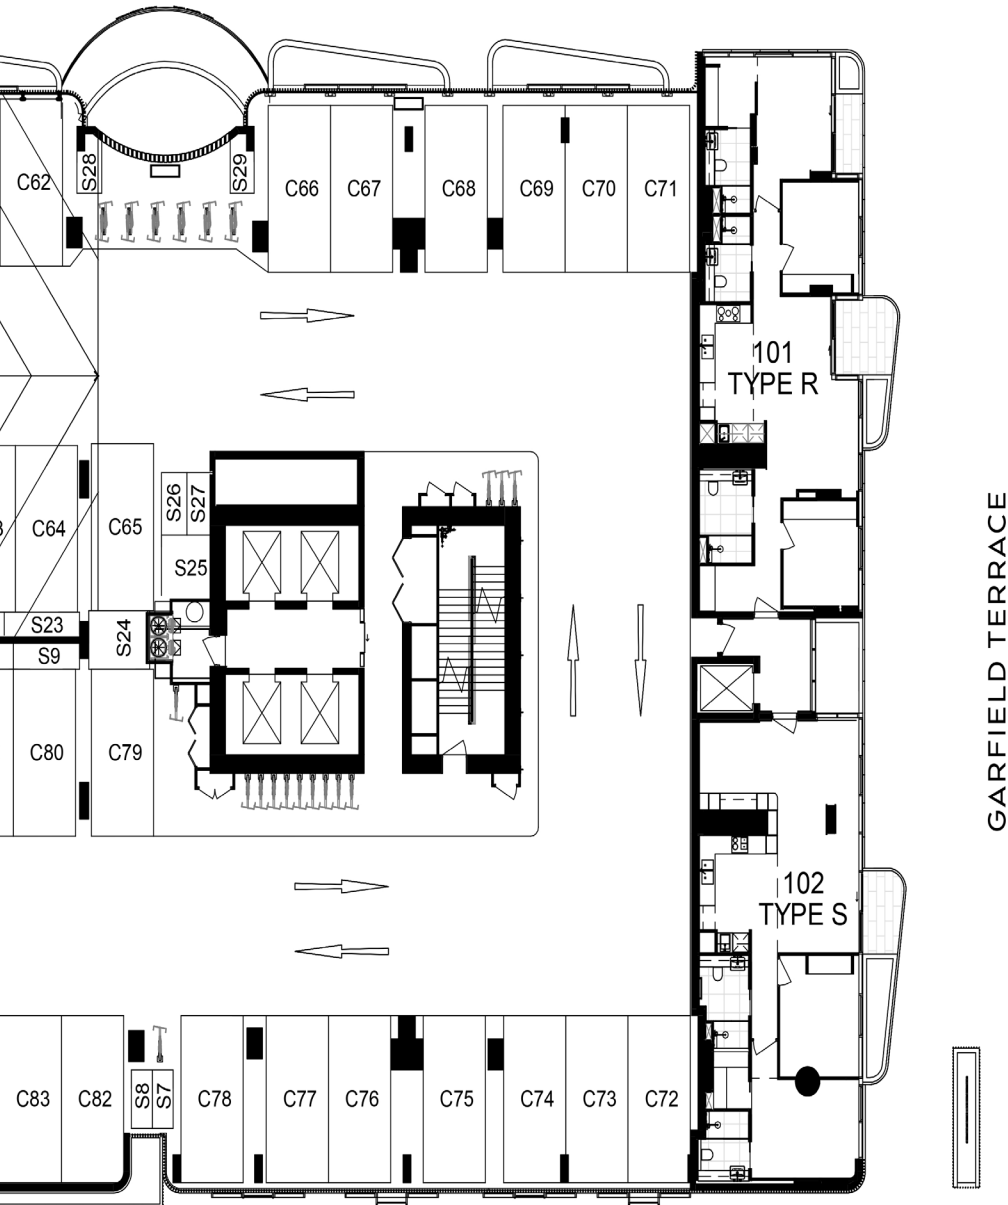 C62
S28
S29
C66
C67
C68
C69
C70
C71
101
TYPE R
C64
C65
S26
S27
S25
S23
S24
S9
C80
C79
GARFIELD TERRACE
102
TYPE S
C83
C82
S8
S7
C78
C77
C76
C75
C74
C73
C72